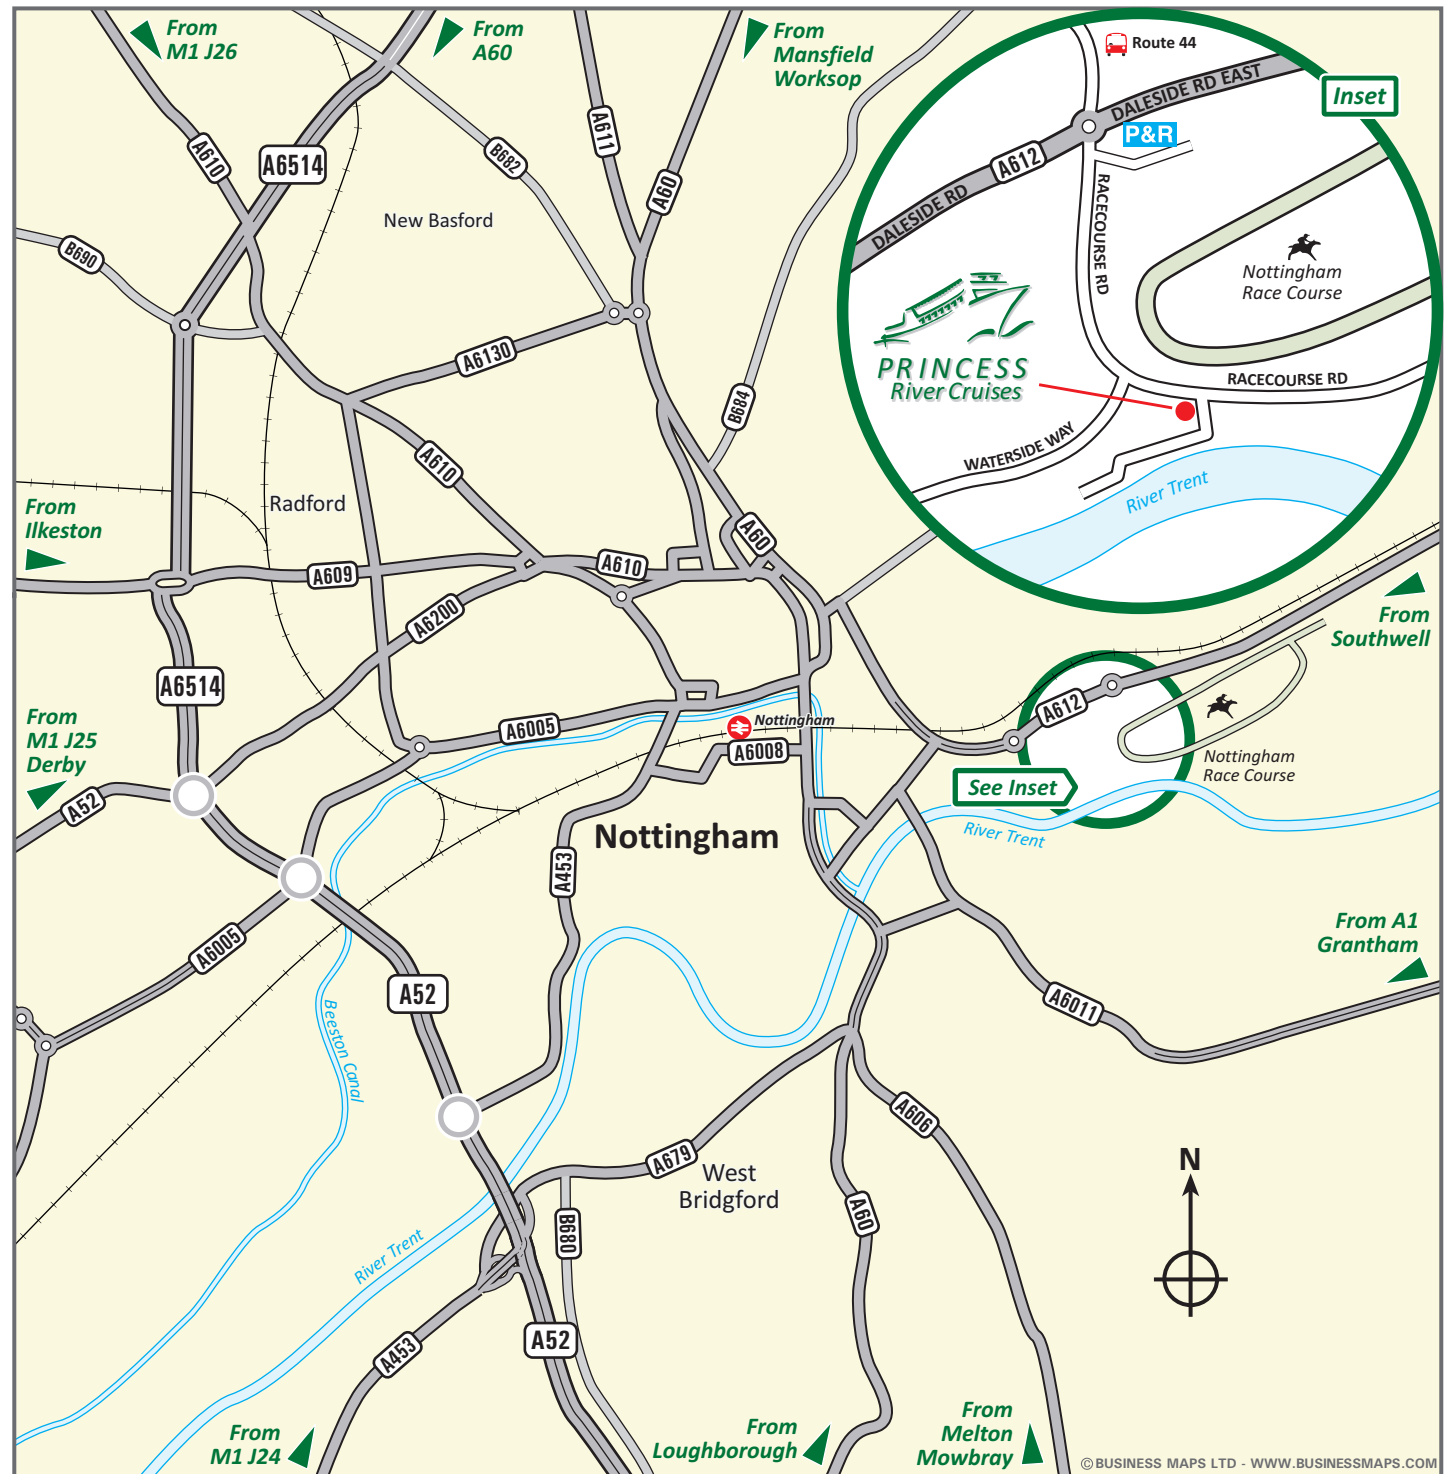 From
M1 J26
From
A60
From
Mansfield
Worksop
Route 44
DALESIDE RD EAST
Inset
P&R
A612
DALESIDE RD
RACECOURSE RD
Nottingham
Race Course
PRINCESS
River Cruises
RACECOURSE RD
WATERSIDE WAY
River Trent
A610
A6514
B682
A611
A60
New Basford
B690
A6130
B684
A610
Radford
From
Ilkeston
A60
A609
A610
A6200
From
Southwell
A6514
From
M1 J25
Derby
A6005
Nottingham
A6008
A612
Nottingham
Race Course
See Inset
A52
River Trent
Nottingham
A453
From A1
Grantham
A6005
A52
A6011
Beeston Canal
A606
A679
West
Bridgford
N
A60
B680
River Trent
A52
A453
From
M1 J24
From
Loughborough
From
Melton
Mowbray
©BUSINESS MAPS LTD - WWW.BUSINESSMAPS.COM